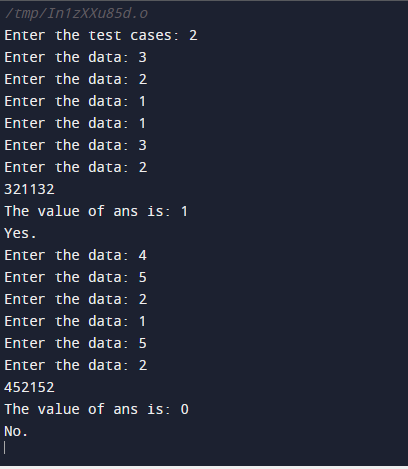 /tmp/In1zXXu85d.o
Enter the test cases: 2
Enter the data: 3
Enter the data: 2
Enter the data: 1
Enter the data: 1
Enter the data: 3
Enter the data: 2
321132
The value of ans is: 1
Yes.
Enter the data: 4
Enter the data: 5
Enter the data: 2
Enter the data: 1
Enter the data: 5
Enter the data: 2
452152
The value of ans is: 0
No.